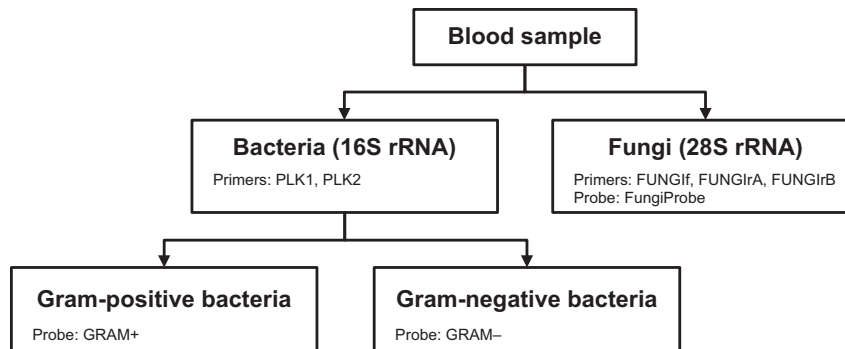 Blood sample
Bacteria (16S rRNA)
Primers: PLK1, PLK2
Fungi (28S rRNA)
Primers: FUNGIf, FUNGIrA, FUNGIrB
Probe: FungiProbe
Gram-positive bacteria
Probe: GRAM+
Gram-negative bacteria
Probe: GRAM–